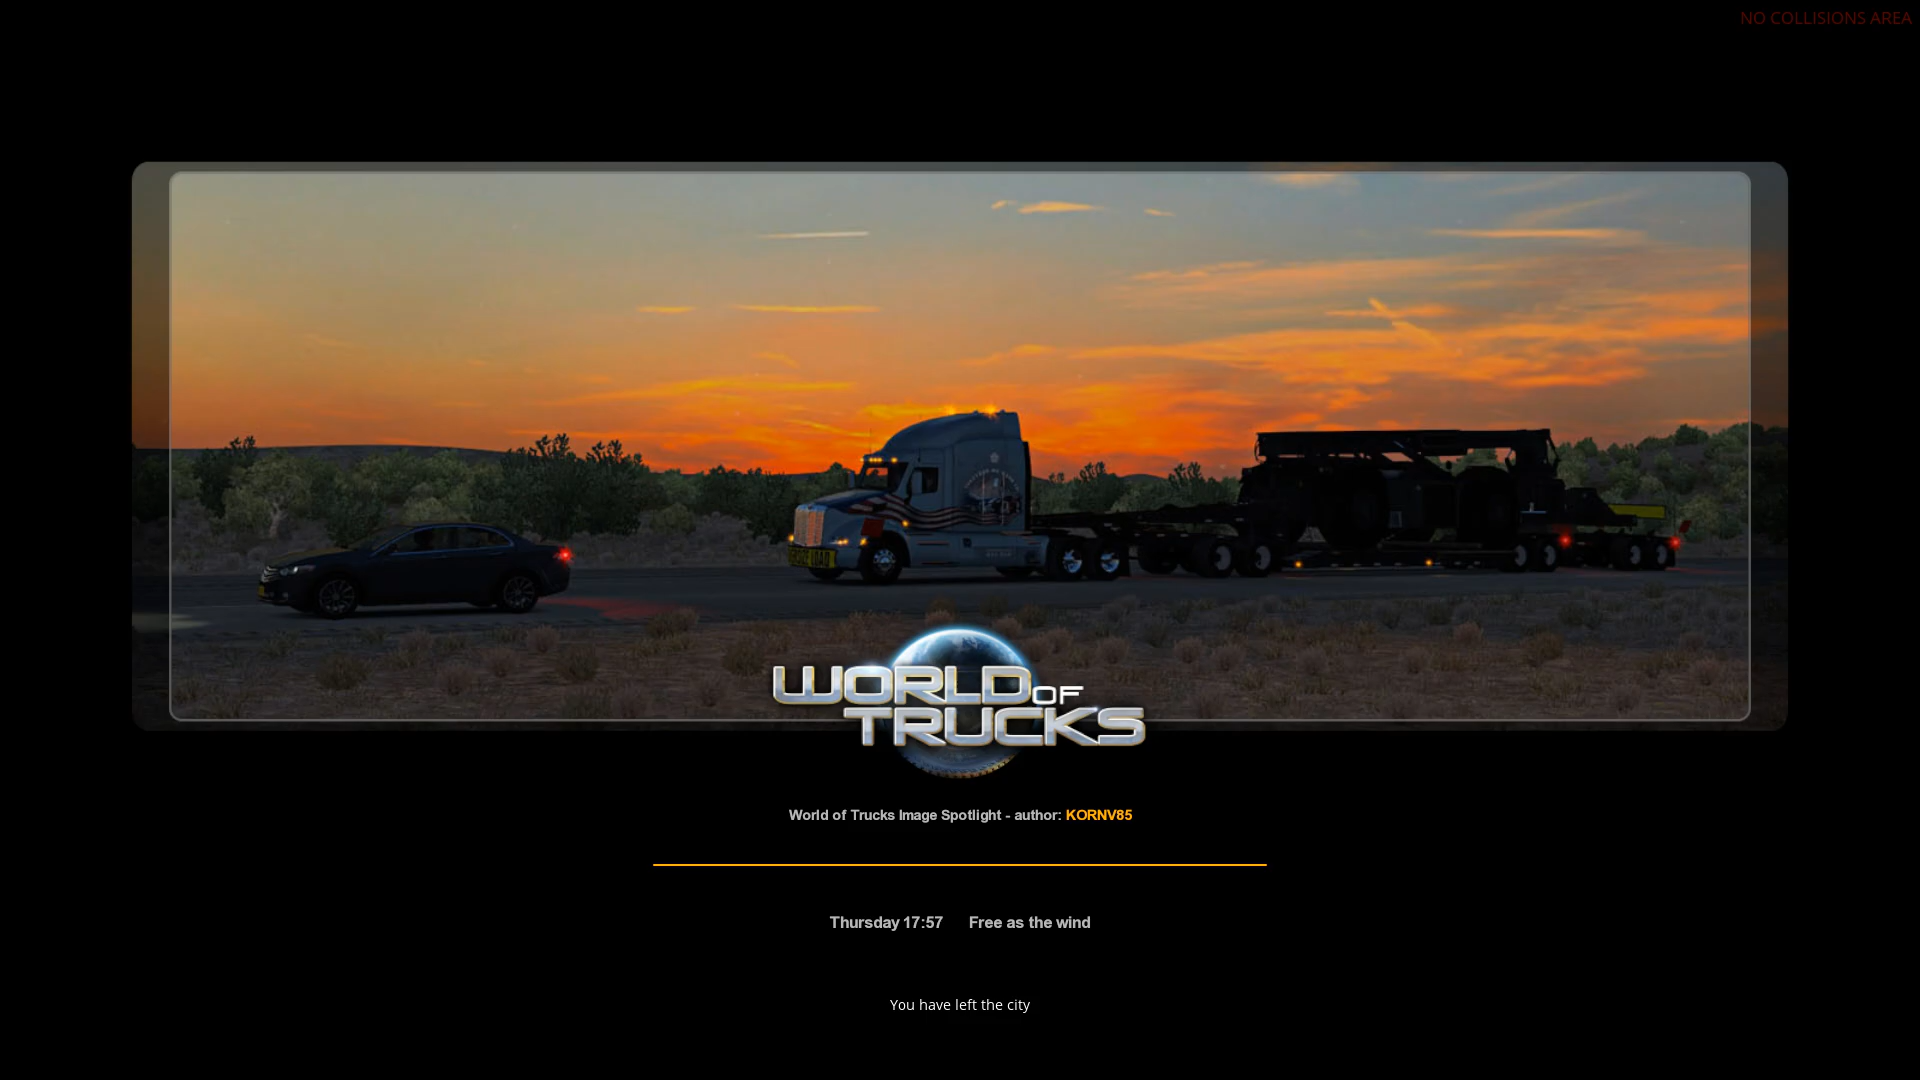 NO COLLISIONS AREA
WORLD OF
TRUCKS
World of Trucks Image Spotlight - author: KORNV85
Thursday 17:57 Free as the wind
You have left the city